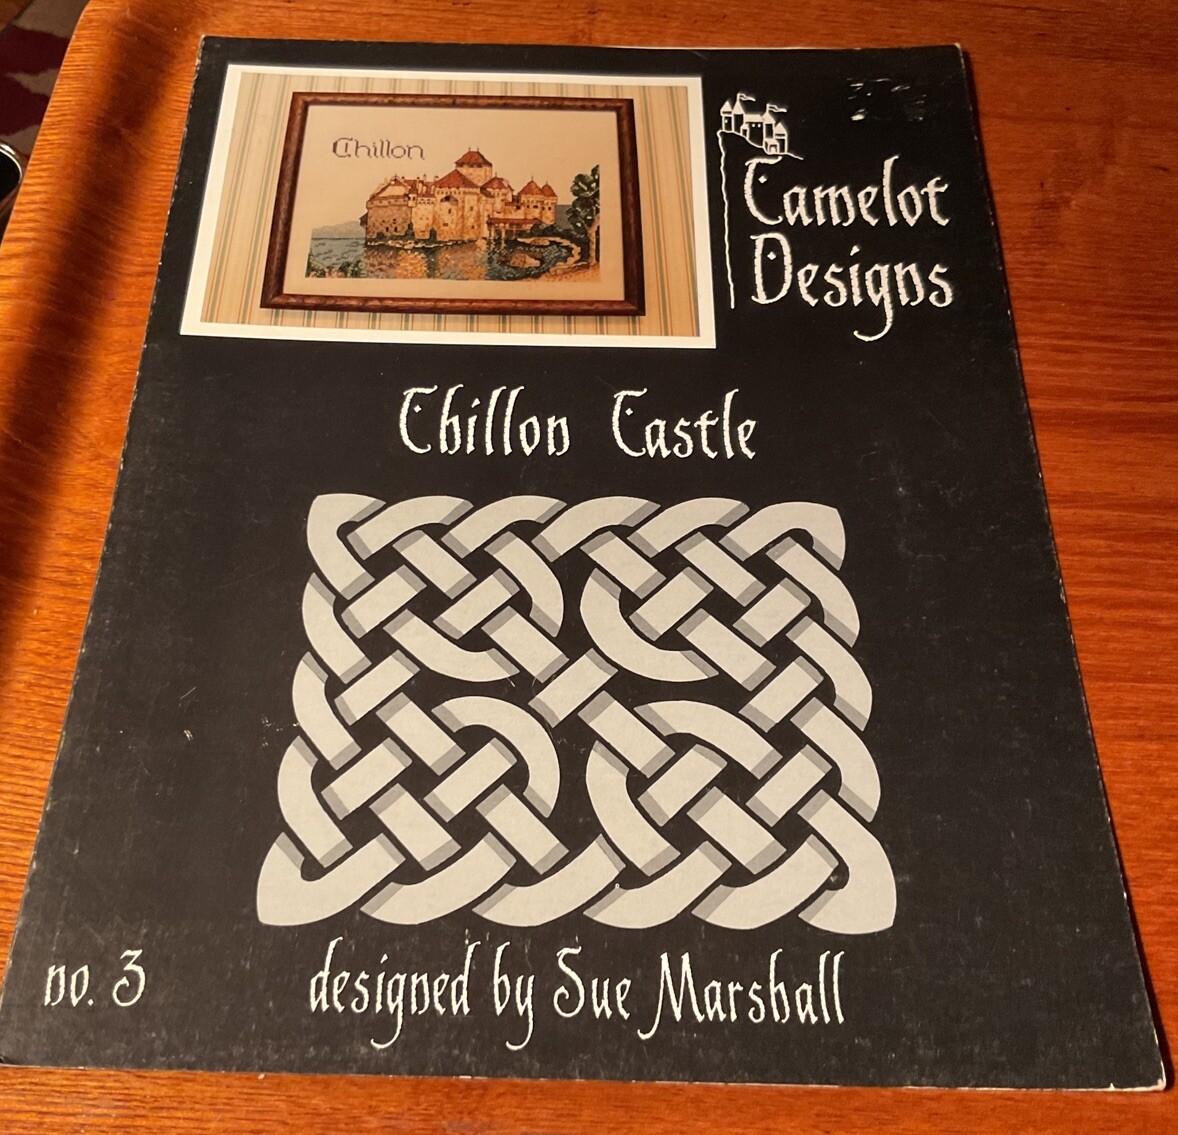 Chillon
Camelot
Designs
Chillon Castle
no. 3
designed by Sue Marshall